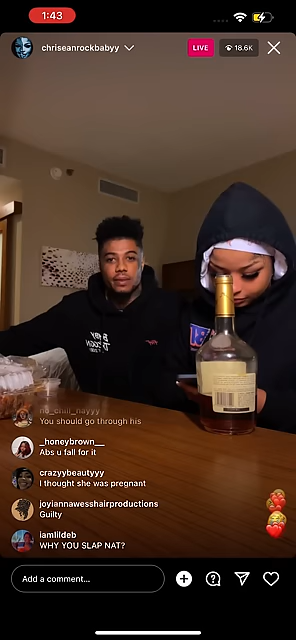 1:43
chriseanrockbabyy
LIVE
18.6K
no_chill_nayyy
You should go through his
_honeybrown__
Abs u fall for it
crazyybeautyyy
I thought she was pregnant
joyiannawesshairproductions
Guilty
iamlildeb
WHY YOU SLAP NAT?
Add a comment...